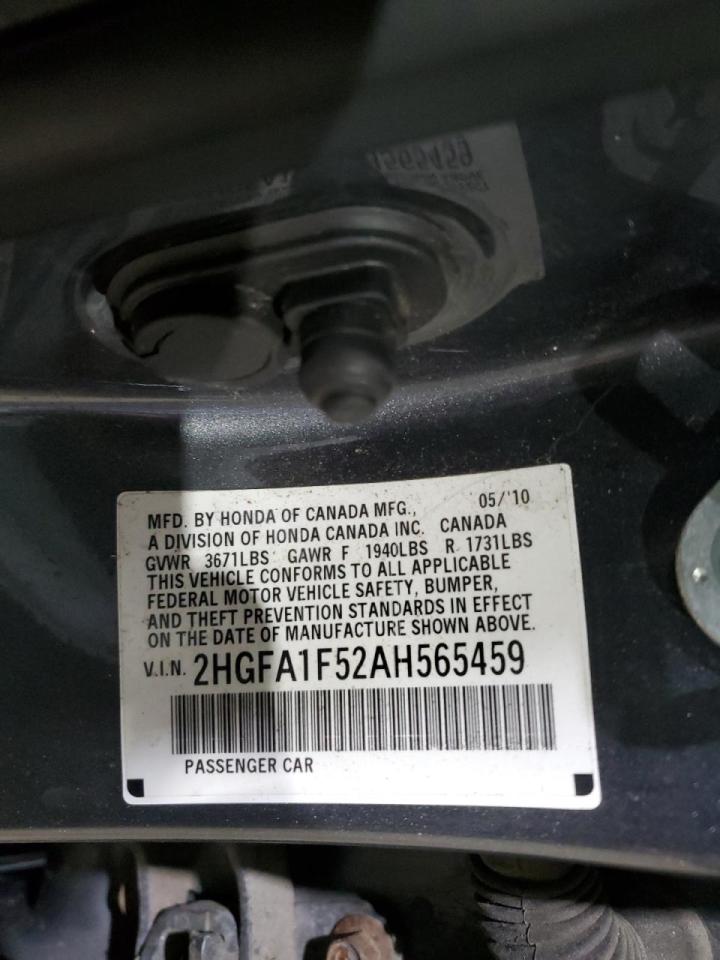 MFD. BY HONDA OF CANADA MFG., 05/'10
A DIVISION OF HONDA CANADA INC. CANADA
GVWR 3671LBS GAWR F 1940LBS R 1731LBS
THIS VEHICLE CONFORMS TO ALL APPLICABLE
FEDERAL MOTOR VEHICLE SAFETY, BUMPER,
AND THEFT PREVENTION STANDARDS IN EFFECT
ON THE DATE OF MANUFACTURE SHOWN ABOVE.
V.I.N. 2HGFA1F52AH565459
PASSENGER CAR